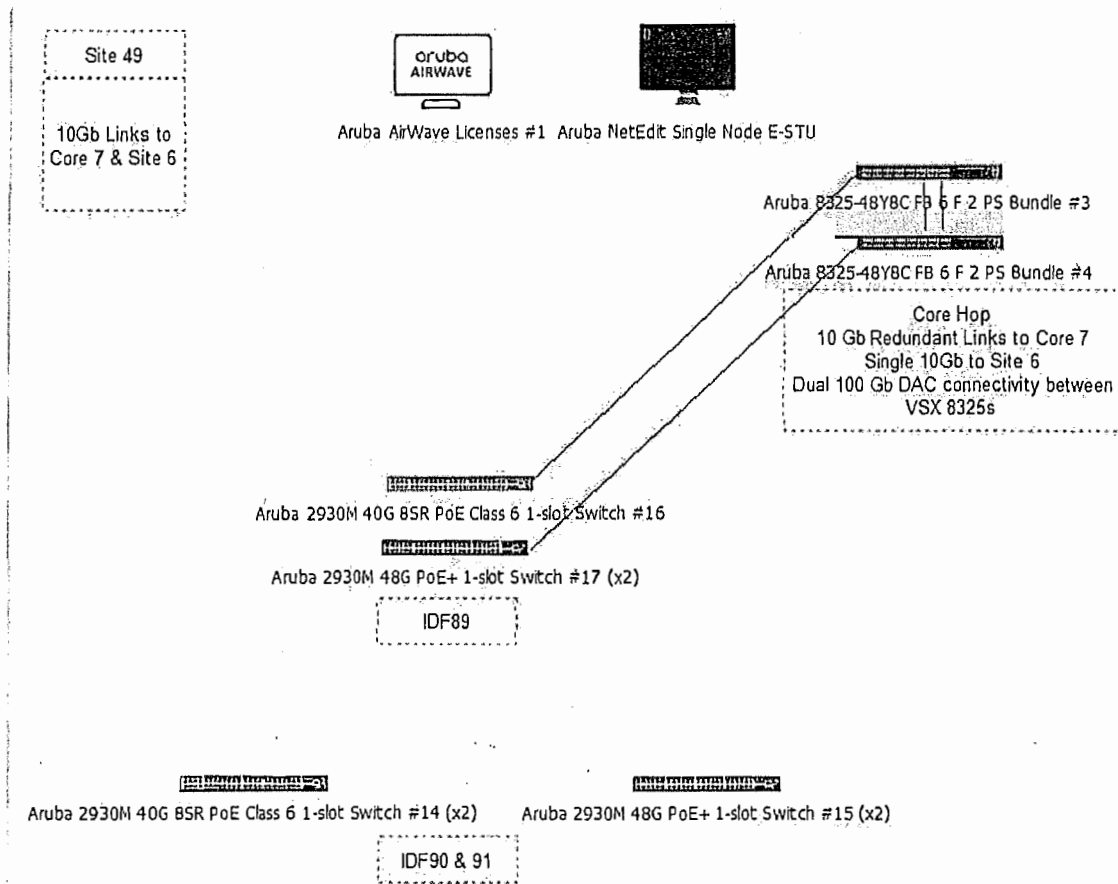 Site 49
10Gb Links to
Core 7 & Site 6
aruba
AIRWAVE
Aruba AirWave Licenses #1
Aruba NetEdit Single Node E-STU
Aruba 8325-48Y8C FB 6 F 2 PS Bundle #3
Aruba 8325-48Y8C FB 6 F 2 PS Bundle #4
Core Hop
10 Gb Redundant Links to Core 7
Single 10Gb to Site 6
Dual 100 Gb DAC connectivity between
VSX 8325s
Aruba 2930M 40G 8SR PoE Class 6 1-slot Switch #16
Aruba 2930M 48G PoE+ 1-slot Switch #17 (x2)
IDF89
Aruba 2930M 40G 8SR PoE Class 6 1-slot Switch #14 (x2)
Aruba 2930M 48G PoE+ 1-slot Switch #15 (x2)
IDF90 & 91